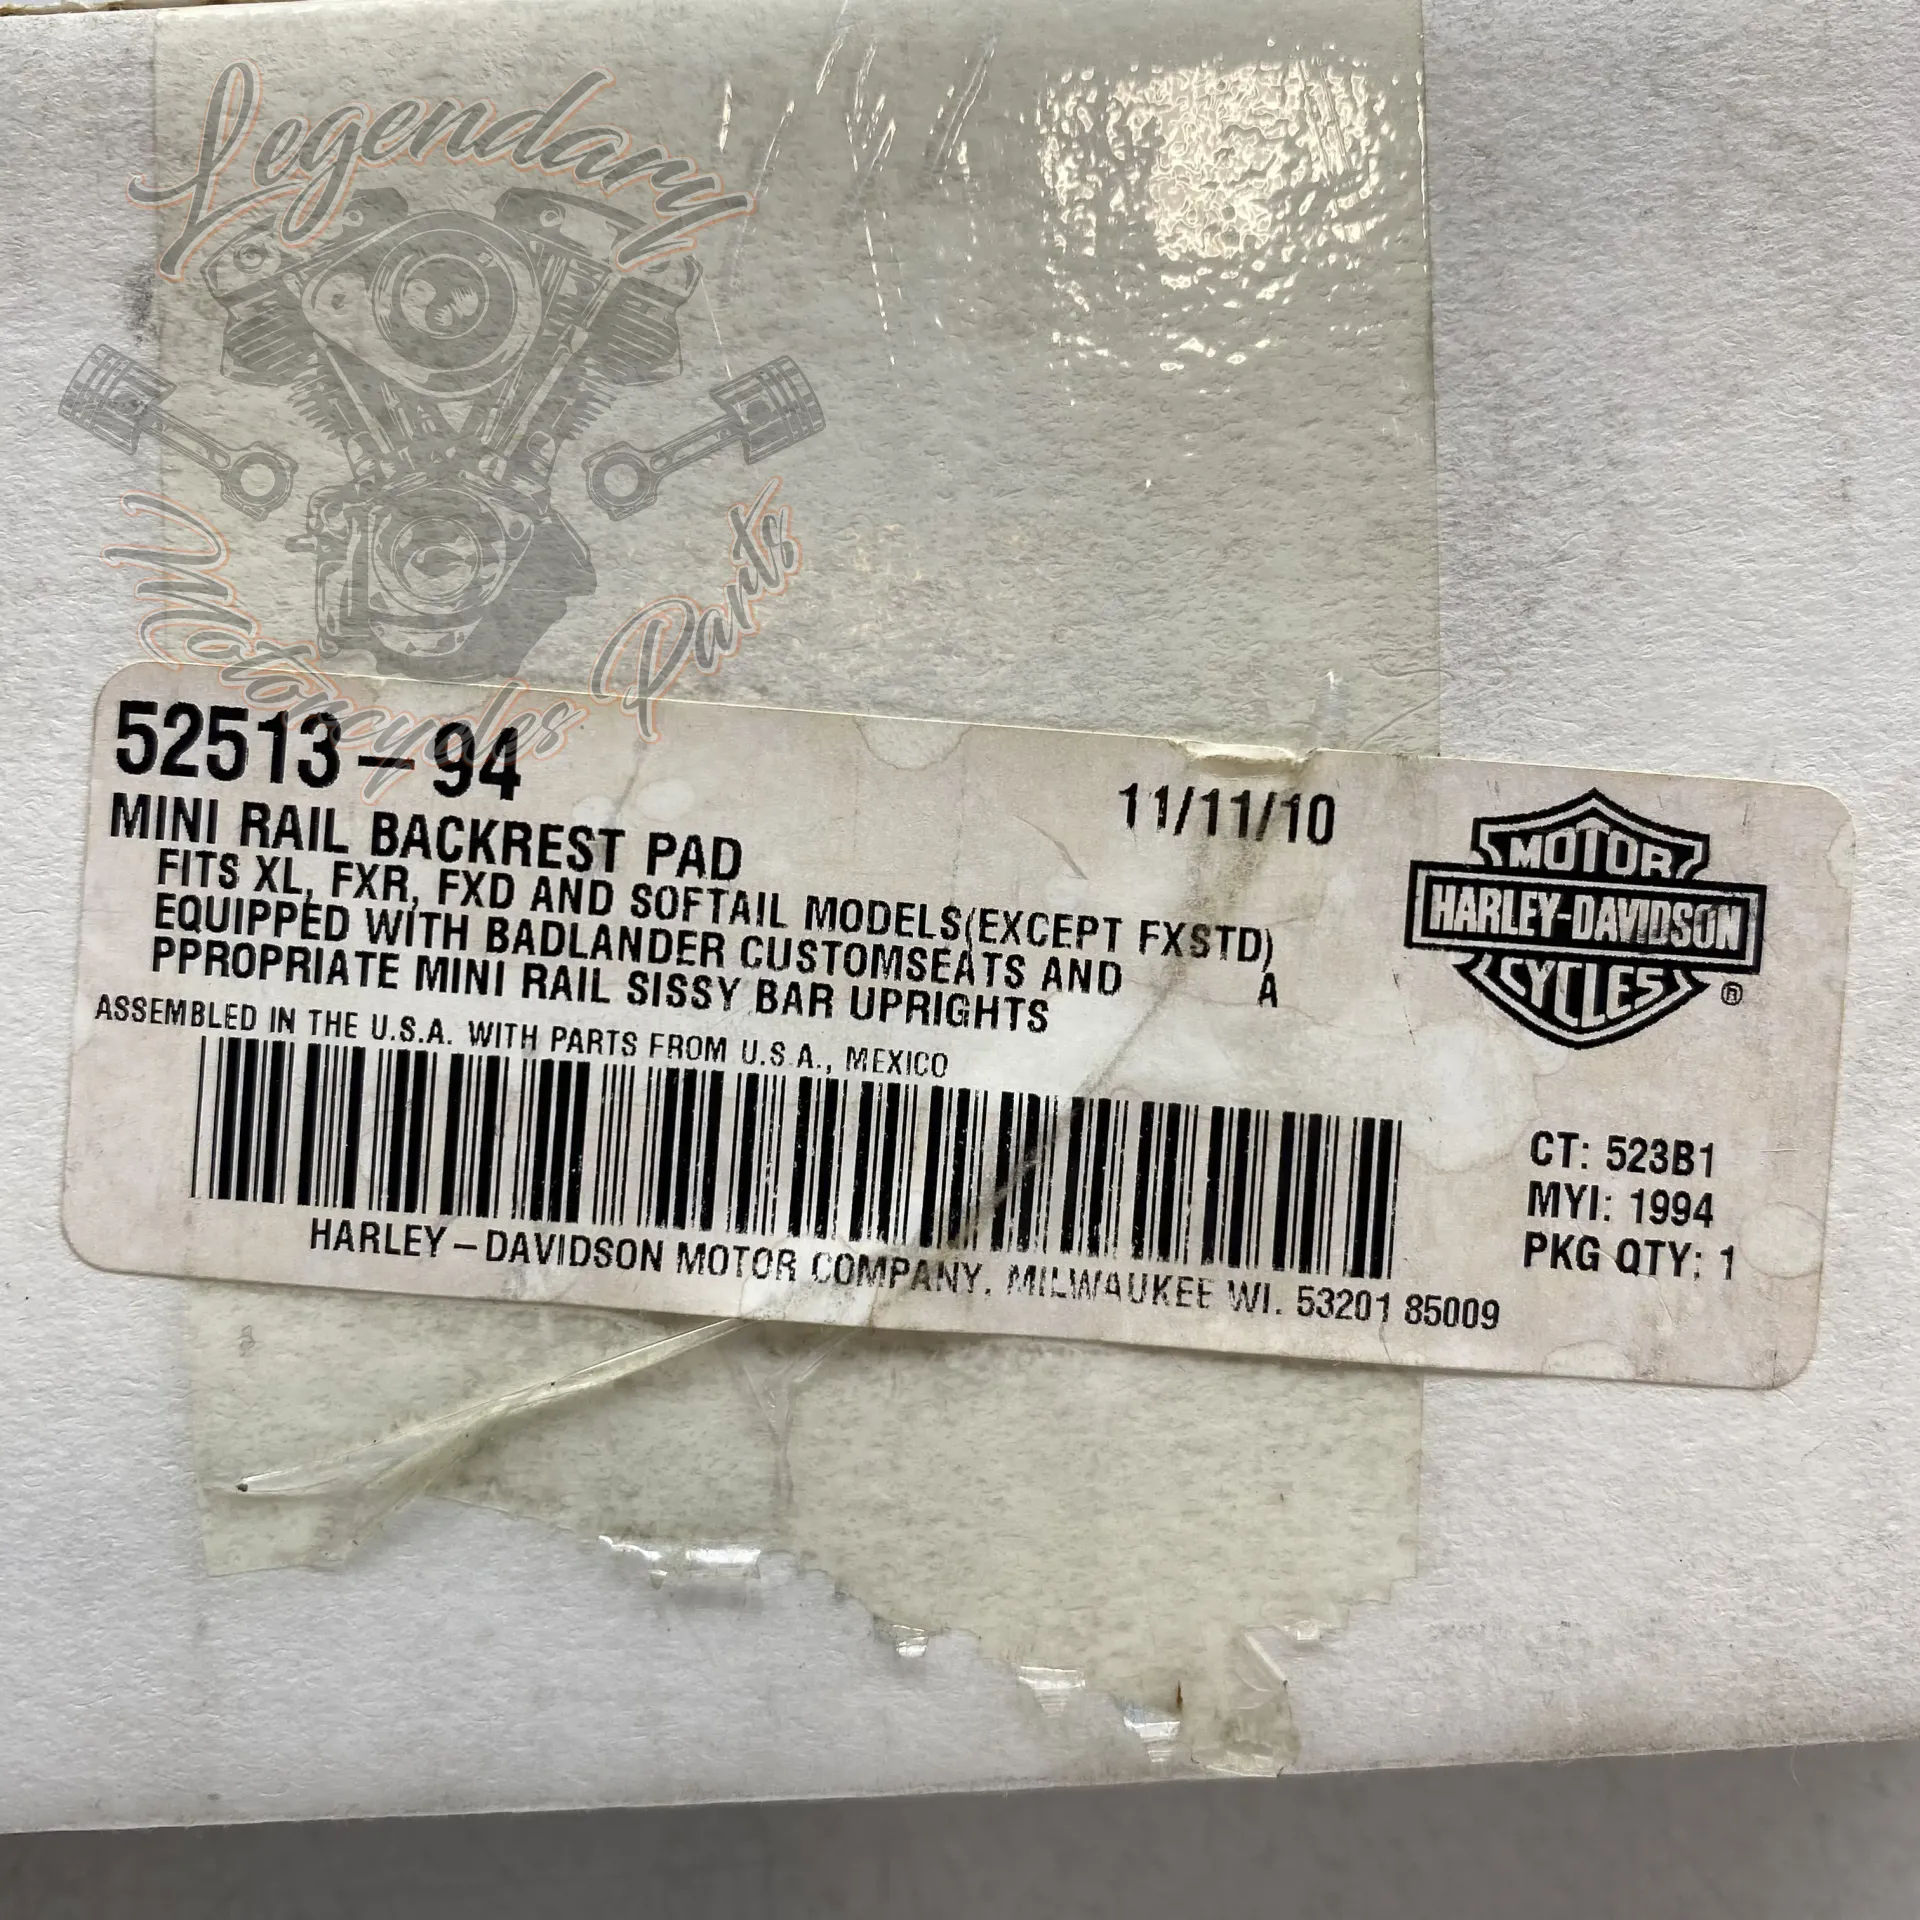 Legendary
Motorcycles Parts
52513-94
MINI RAIL BACKREST PAD
11/11/10
FITS XL, FXR, FXD AND SOFTAIL MODELS(EXCEPT FXSTD)
EQUIPPED WITH BADLANDER CUSTOMSEATS AND A
PPROPRIATE MINI RAIL SISSY BAR UPRIGHTS
ASSEMBLED IN THE U.S.A. WITH PARTS FROM U.S.A., MEXICO
MOTOR
HARLEY-DAVIDSON
CYCLES
®
CT: 523B1
MYI: 1994
PKG QTY: 1
HARLEY-DAVIDSON MOTOR COMPANY. MILWAUKEE WI. 53201 85009